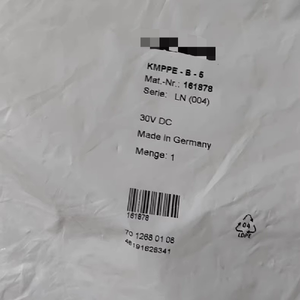 KMPPE - B - 5
Mat.-Nr.: 161878
Serie: LN (004)
30V DC
Made in Germany
Menge: 1
161878
70 1268 01 08
4191628341
04
LDPE